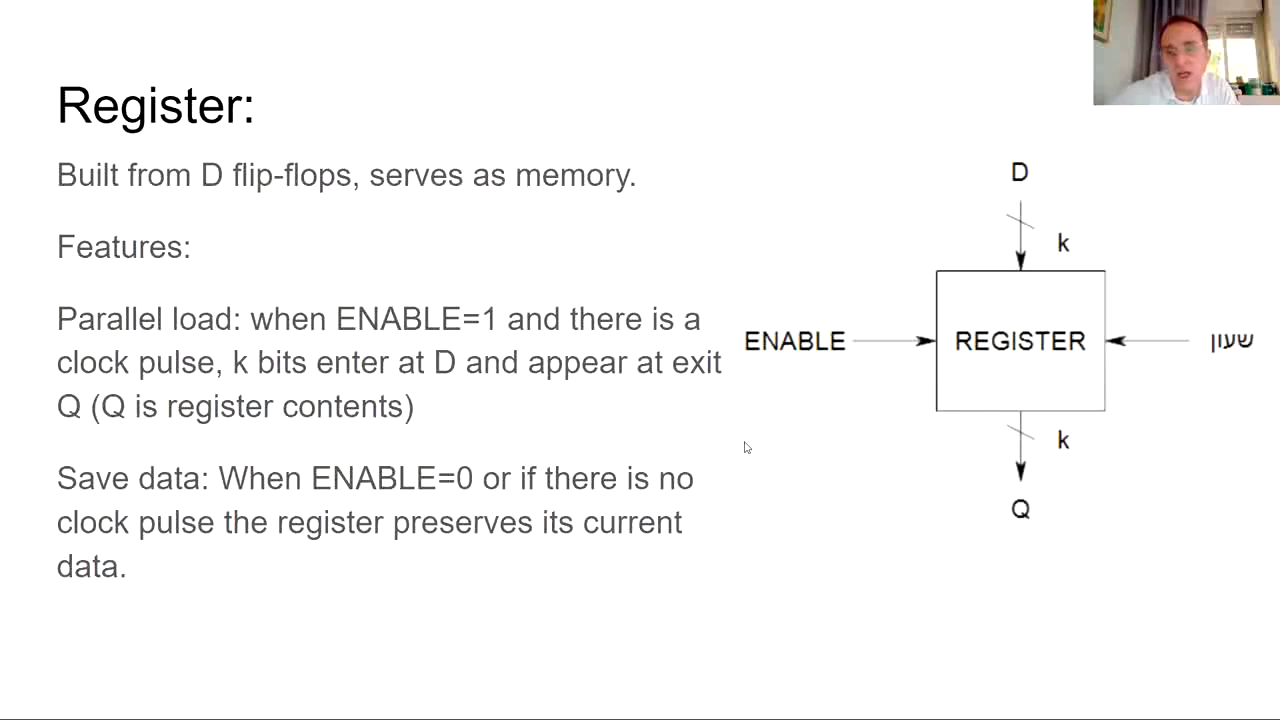 Register:
Built from D flip-flops, serves as memory.
Features:
Parallel load: when ENABLE=1 and there is a
clock pulse, k bits enter at D and appear at exit
Q (Q is register contents)
Save data: When ENABLE=0 or if there is no
clock pulse the register preserves its current
data.
D
k
ENABLE
REGISTER
שעון
k
Q